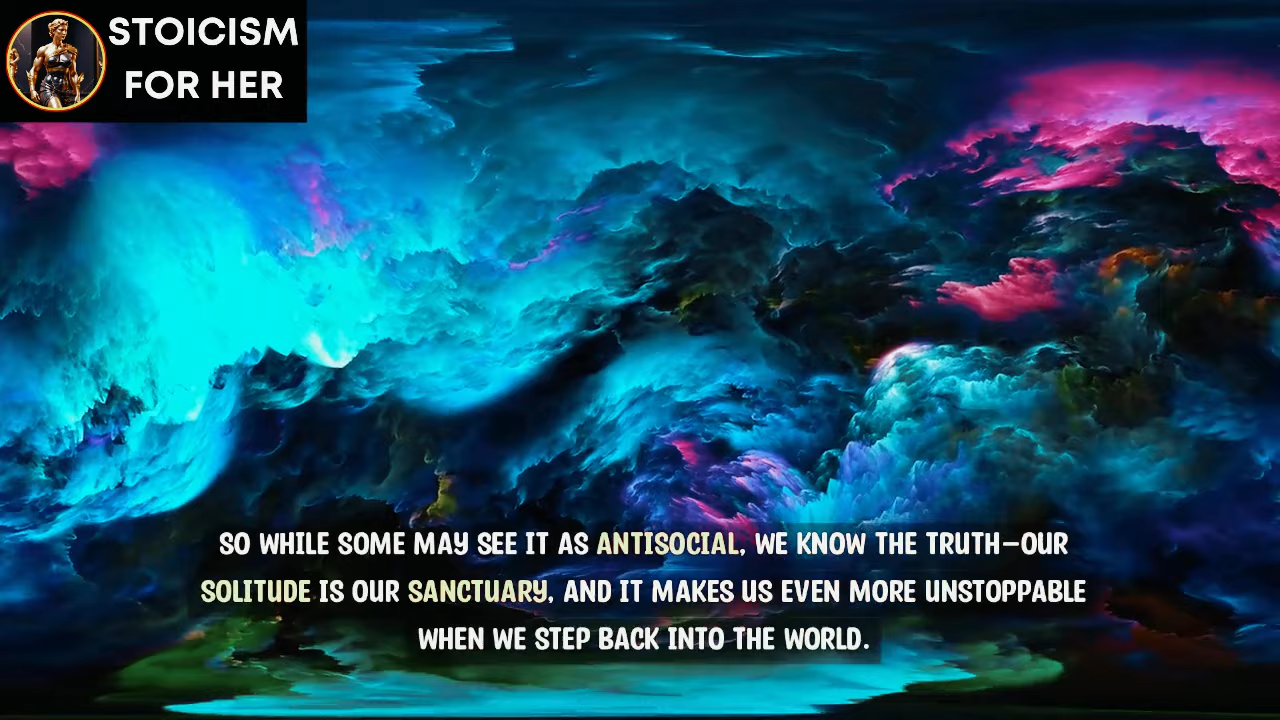 STOICISM
FOR HER
SO WHILE SOME MAY SEE IT AS ANTISOCIAL, WE KNOW THE TRUTH—OUR
SOLITUDE IS OUR SANCTUARY, AND IT MAKES US EVEN MORE UNSTOPPABLE
WHEN WE STEP BACK INTO THE WORLD.